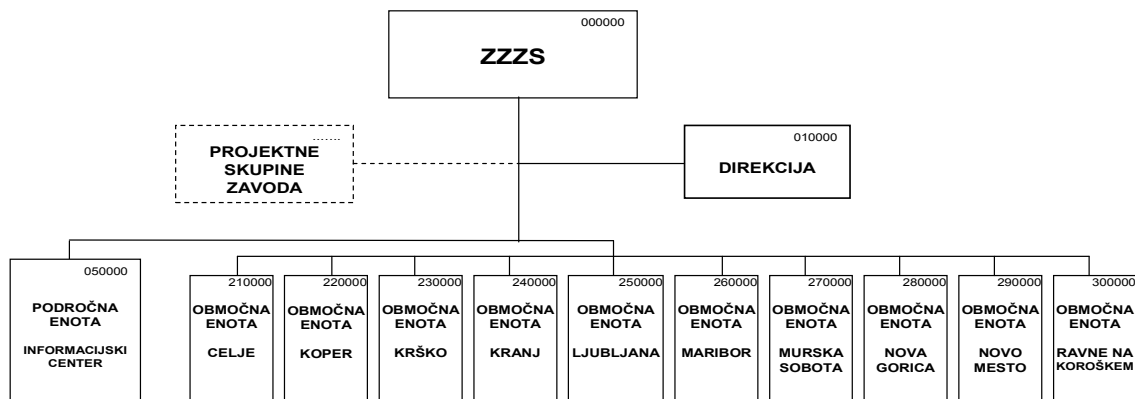 000000
ZZZS
.......
PROJEKTNE
SKUPINE
ZAVODA
010000
DIREKCIJA
050000
PODROČNA
ENOTA
INFORMACIJSKI
CENTER
210000
OBMOČNA
ENOTA
CELJE
220000
OBMOČNA
ENOTA
KOPER
230000
OBMOČNA
ENOTA
KRŠKO
240000
OBMOČNA
ENOTA
KRANJ
250000
OBMOČNA
ENOTA
LJUBLJANA
260000
OBMOČNA
ENOTA
MARIBOR
270000
OBMOČNA
ENOTA
MURSKA
SOBOTA
280000
OBMOČNA
ENOTA
NOVA
GORICA
290000
OBMOČNA
ENOTA
NOVO
MESTO
300000
OBMOČNA
ENOTA
RAVNE NA
KOROŠKEM